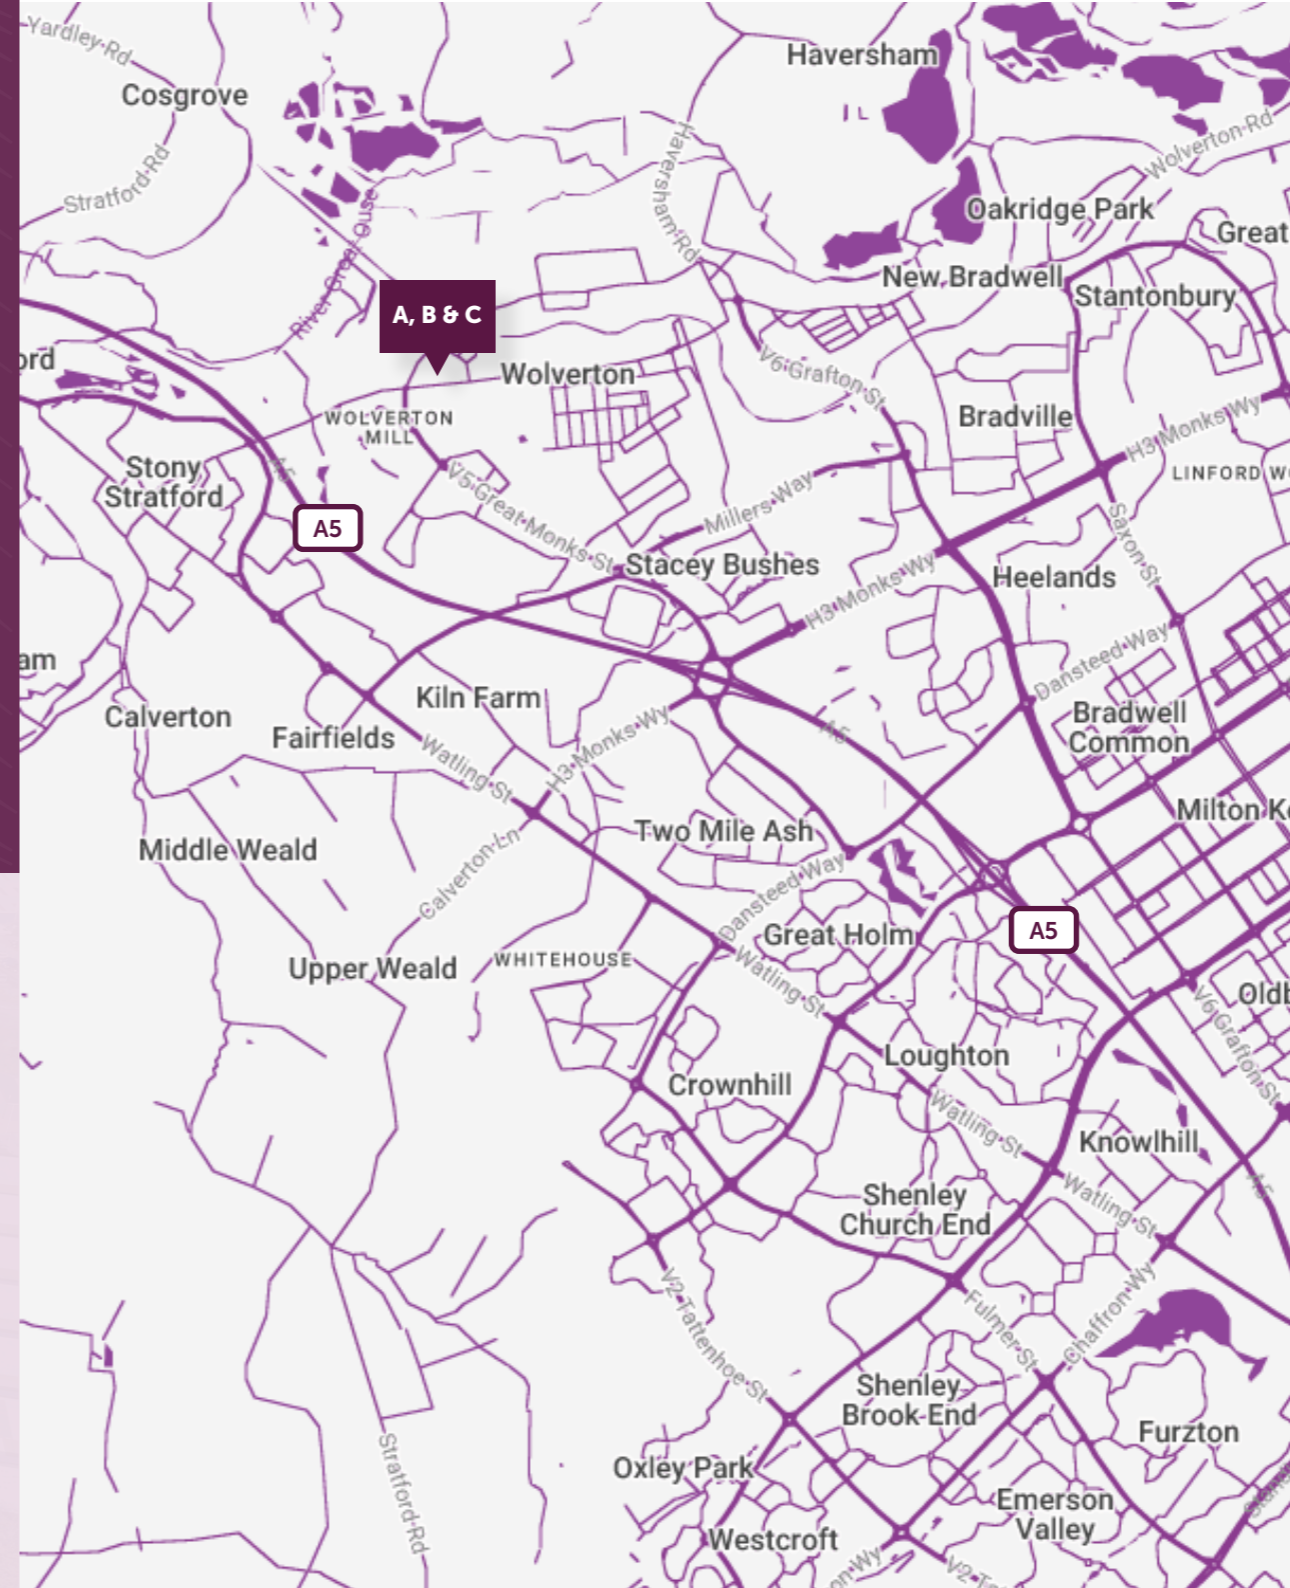 Yardley Rd
Haversham
Cosgrove
Wolverton Rd
Haversham Rd
Stratford Rd
Oakridge Park
Great
River Great Ouse
New Bradwell
Stantonbury
A, B & C
ord
Wolverton
V6 Grafton St
WOLVERTON
MILL
Bradville
H3 Monks Wy
LINFORD
Stony
Stratford
A5
V5 Great Monks St
Millers Way
Saxon St
A5
Stacey Bushes
H3 Monks Wy
Heelands
Dansteed Way
am
Kiln Farm
Calverton
Fairfields
H3 Monks Wy
A5
Bradwell
Common
Watling St
Milton
Two Mile Ash
Middle Weald
Calverton Ln
Dansteed Way
Great Holm
A5
WHITEHOUSE
Upper Weald
Watling St
V6 Grafton St
Loughton
Crownhill
Watling St
Knowlhill
A5
Shenley
Church End
Watling St
V2 Tattenhoe St
Chaffron Wy
Fulmer St
Shenley
Brook End
Furzton
Oxley Park
Stratford Rd
Emerson
Valley
Westcroft
on Wy